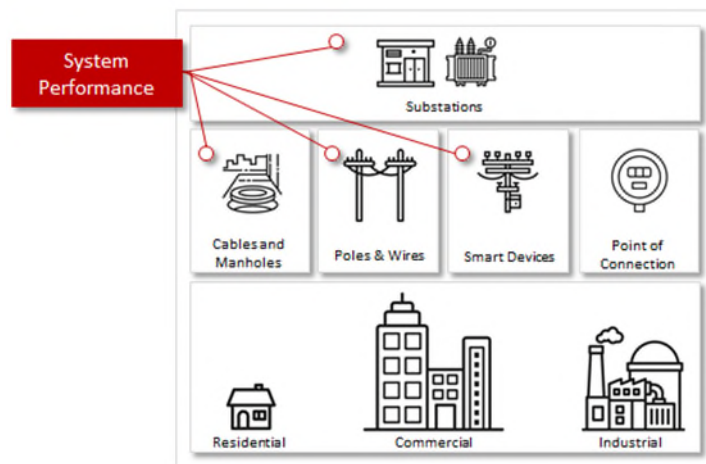 System
Performance
Substations
Cables and
Manholes
Poles & Wires
Smart Devices
Point of
Connection
Residential
Commercial
Industrial